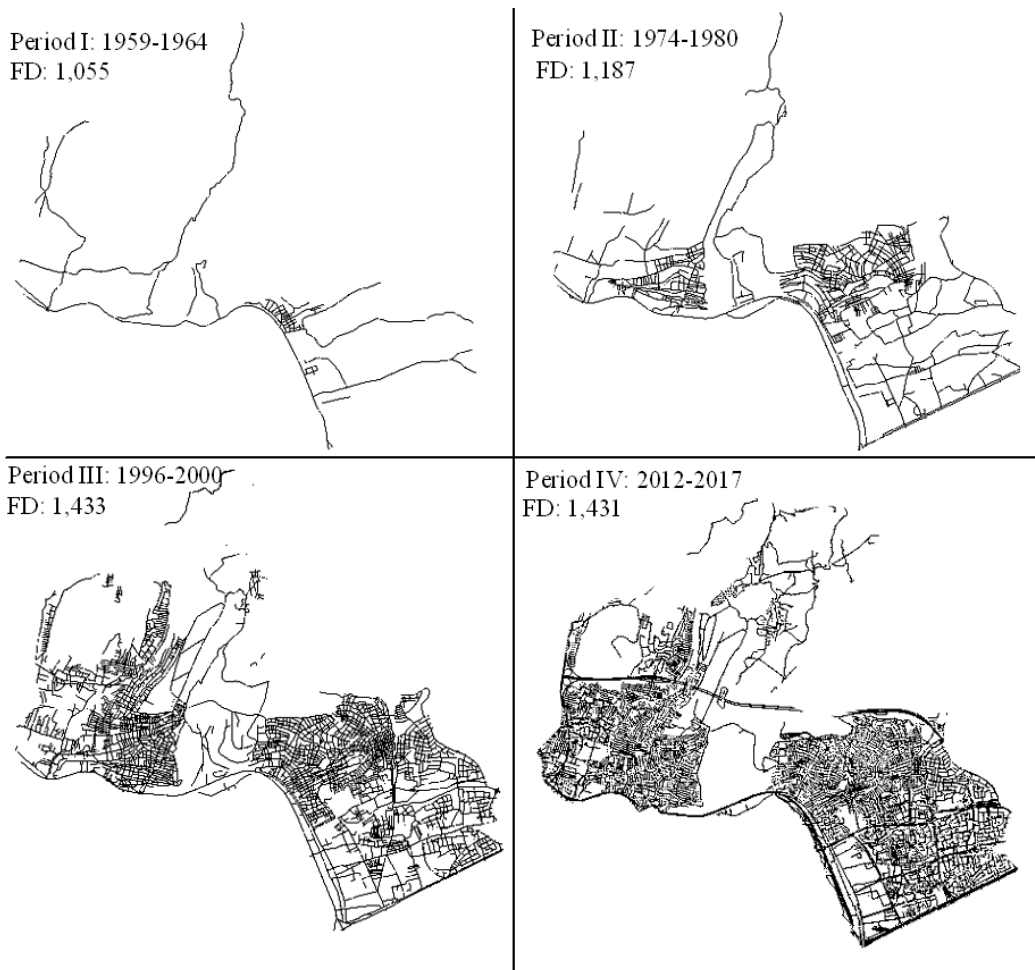 Period I: 1959-1964
FD: 1,055
Period II: 1974-1980
FD: 1,187
Period III: 1996-2000
FD: 1,433
Period IV: 2012-2017
FD: 1,431